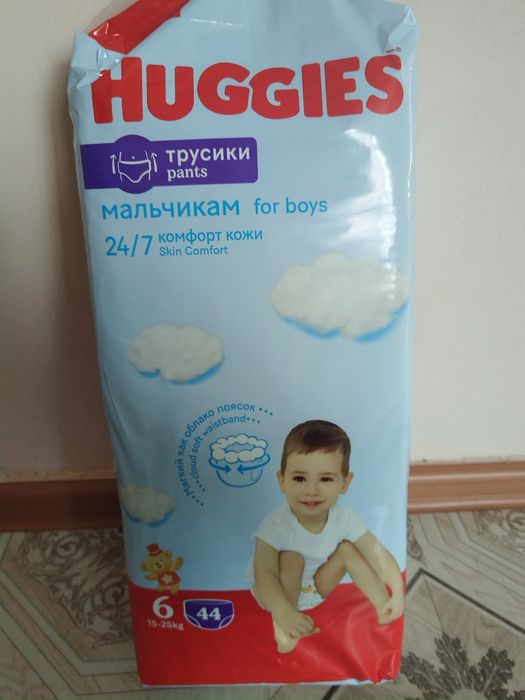 HUGGIES
трусики
pants
мальчикам for boys
24/7 комфорт кожи
Skin Comfort
Мягкий как облако поясок
cloud soft waistband
6
15-25kg
44